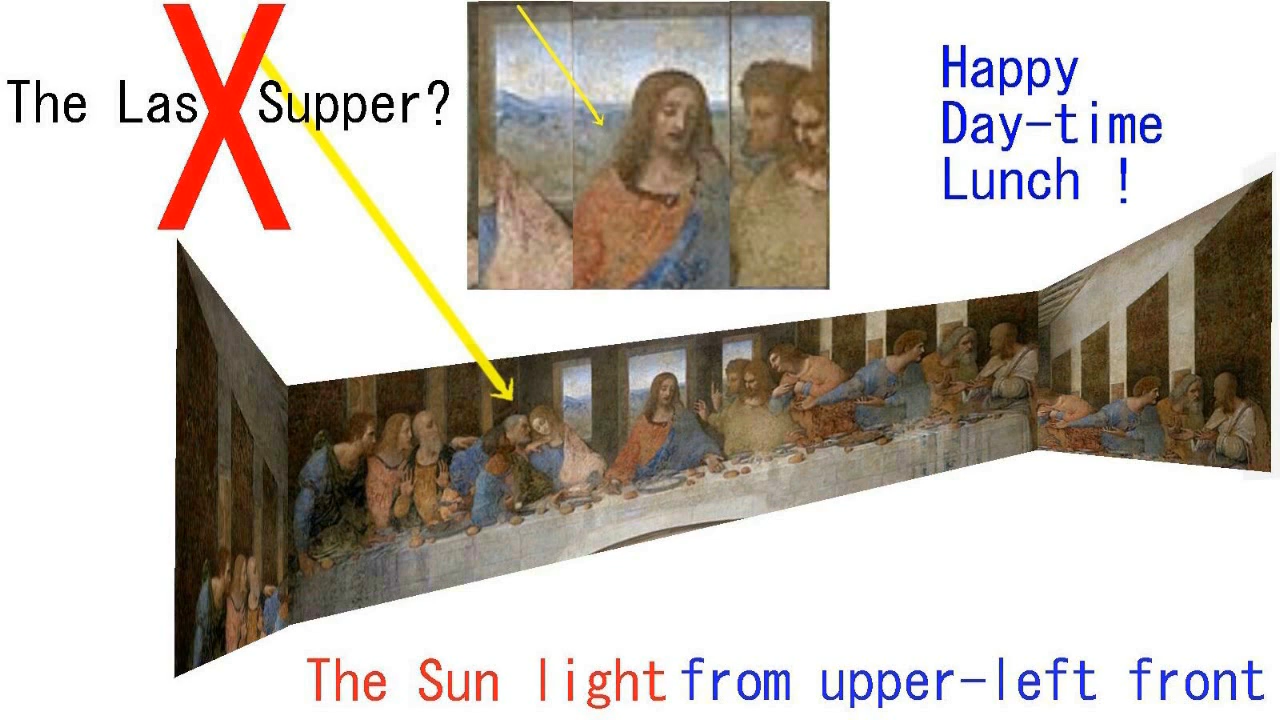 The Las X Supper?
Happy
Day-time
Lunch !
The Sun light from upper-left front